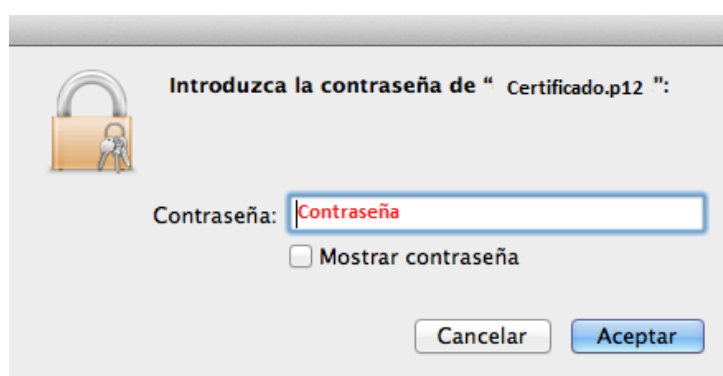 Introduzca la contraseña de “ Certificado.p12 ”:
Contraseña: Contraseña
Mostrar contraseña
Cancelar Aceptar